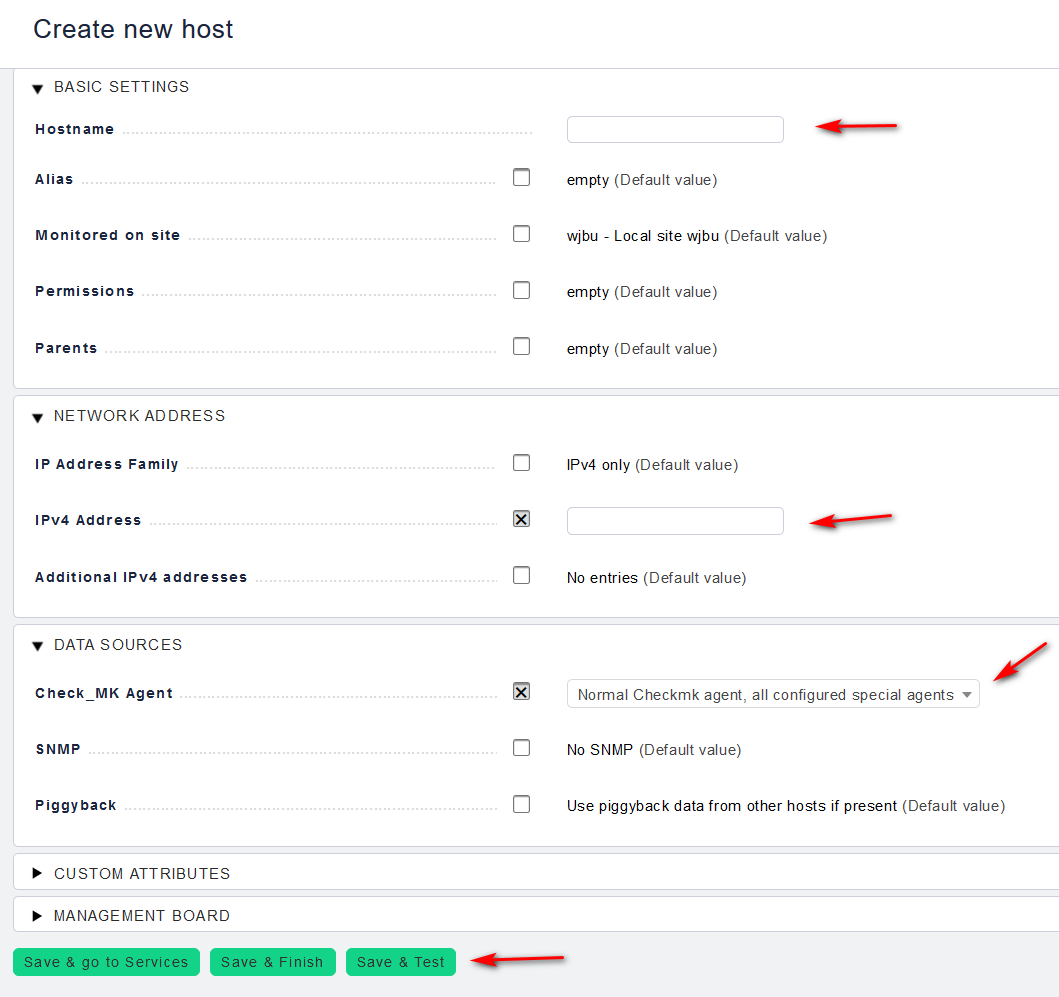 Create new host
BASIC SETTINGS
Hostname
Alias empty (Default value)
Monitored on site wjbu - Local site wjbu (Default value)
Permissions empty (Default value)
Parents empty (Default value)
NETWORK ADDRESS
IP Address Family IPv4 only (Default value)
IPv4 Address
Additional IPv4 addresses No entries (Default value)
DATA SOURCES
Check_MK Agent Normal Checkmk agent, all configured special agents
SNMP No SNMP (Default value)
Piggyback Use piggyback data from other hosts if present (Default value)
CUSTOM ATTRIBUTES
MANAGEMENT BOARD
Save & go to Services Save & Finish Save & Test